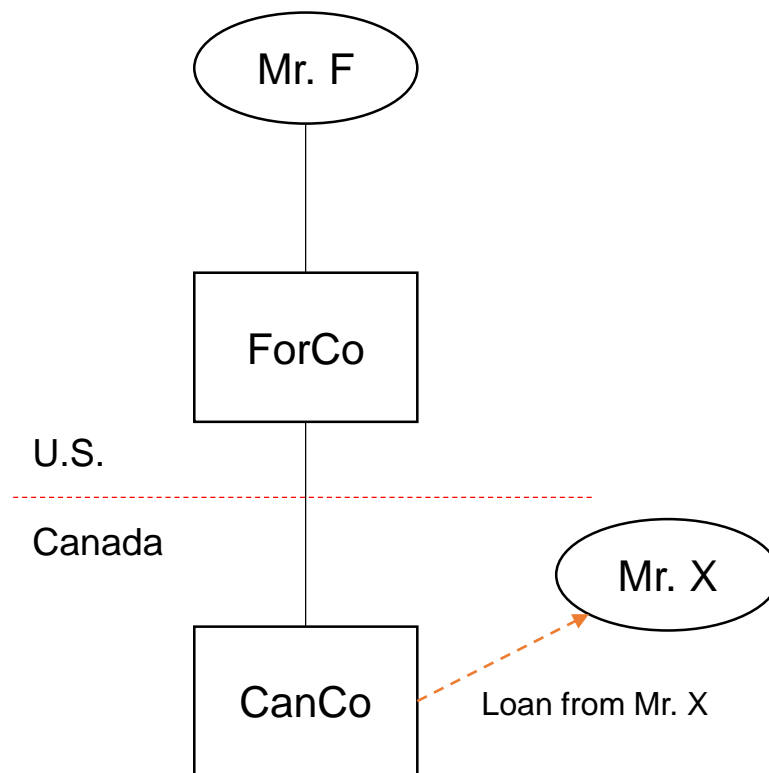 Mr. F
ForCo
U.S.
Canada
Mr. X
CanCo
Loan from Mr. X